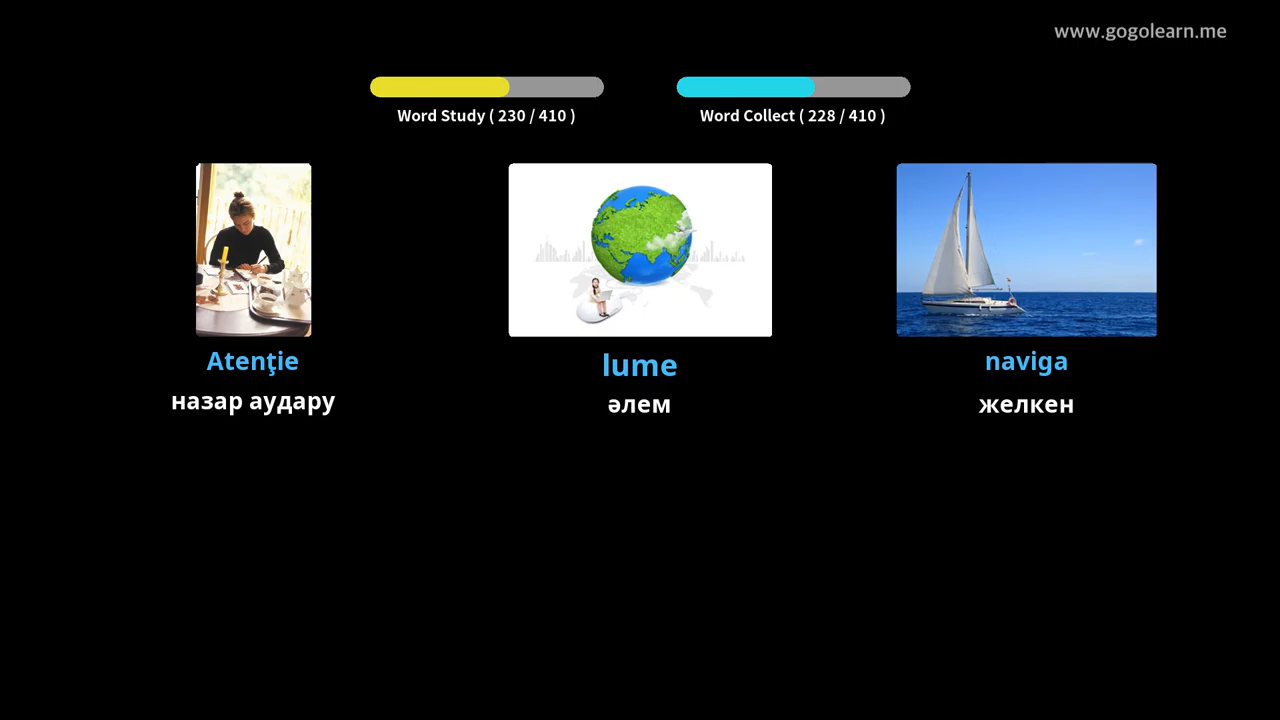 www.gogolearn.me
Word Study ( 230 / 410 )
Word Collect ( 228 / 410 )
Atenţie
lume
naviga
назар аудару
әлем
желкен